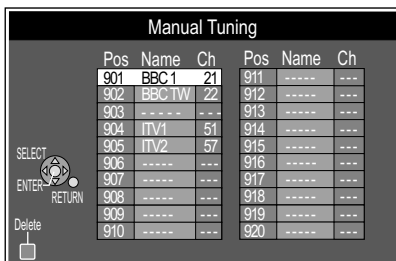 Manual Tuning
Pos Name Ch Pos Name Ch
901 BBC 1 21 911 ----- ---
902 BBC TW 22 912 ----- ---
903 ----- --- 913 ----- ---
904 ITV1 51 914 ----- ---
905 ITV2 57 915 ----- ---
906 ----- --- 916 ----- ---
907 ----- --- 917 ----- ---
908 ----- --- 918 ----- ---
909 ----- --- 919 ----- ---
910 ----- --- 920 ----- ---
SELECT
ENTER
RETURN
Delete